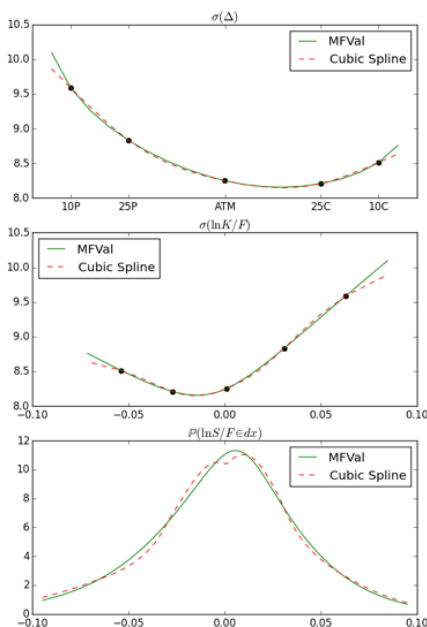 σ(Δ)
10.5
10.0
9.5
9.0
8.5
8.0
MFVal
Cubic Spline
10P 25P ATM 25C 10C
σ(lnK/F)
10.5
10.0
9.5
9.0
8.5
8.0
MFVal
Cubic Spline
−0.10 −0.05 0.00 0.05 0.10
ℙ(lnS/F∈dx)
12
10
8
6
4
2
0
MFVal
Cubic Spline
−0.10 −0.05 0.00 0.05 0.10